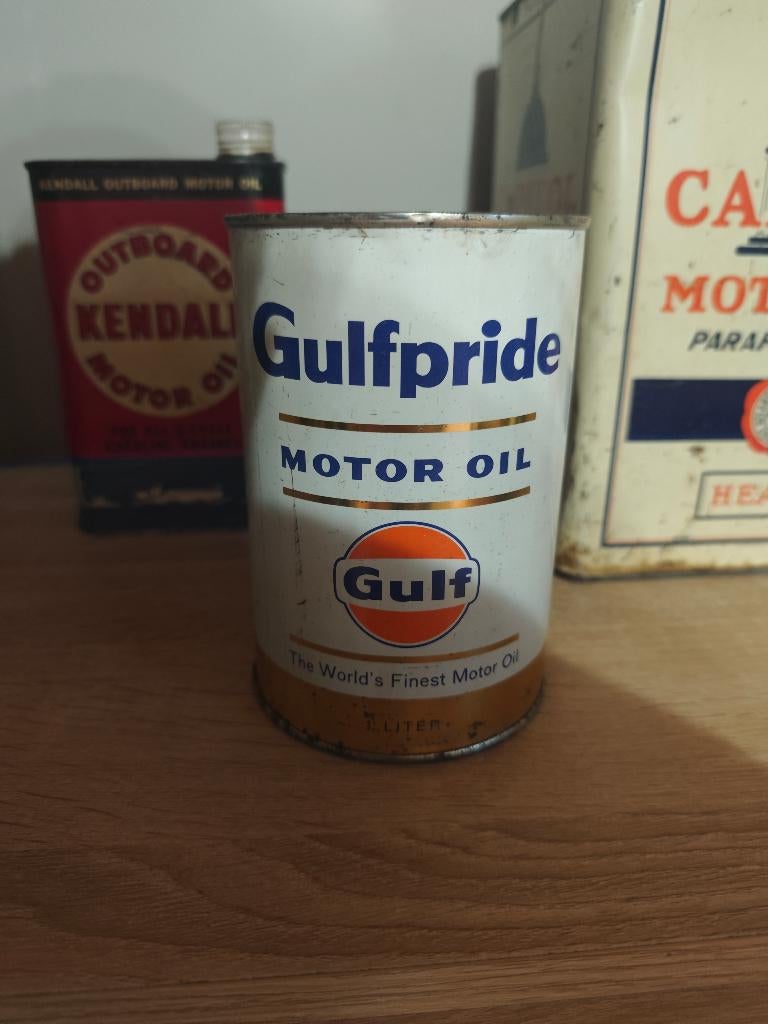 KENDALL OUTBOARD MOTOR OIL
OUTBOARD
KENDALL
MOTOR OIL
Gulfpride
MOTOR OIL
Gulf
The World's Finest Motor Oil
1 LITER
CA
MOT
PARAF
HEA